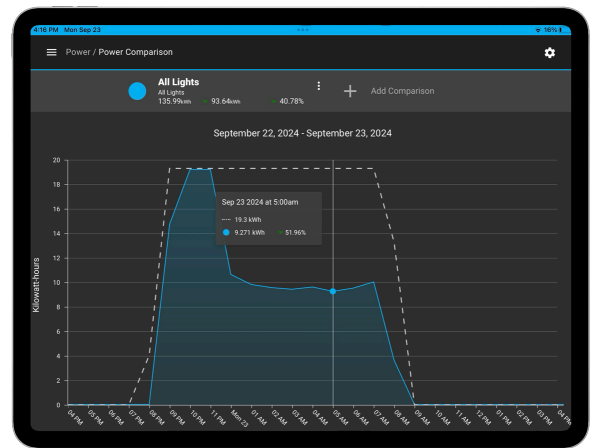 4:16 PM Mon Sep 23
16%
Power / Power Comparison
All Lights
All Lights
135.99kWh 93.64kWh 40.78%
Add Comparison
September 22, 2024 - September 23, 2024
Kilowatt-hours
20
18
16
14
12
10
8
6
4
2
0
Sep 23 2024 at 5:00am
19.3 kWh
9.271 kWh 51.96%
04 PM 05 PM 06 PM 07 PM 08 PM 09 PM 10 PM 11 PM Mon 23 01 AM 02 AM 03 AM 04 AM 05 AM 06 AM 07 AM 08 AM 09 AM 10 AM 11 AM 12 PM 01 PM 02 PM 03 PM 04 PM